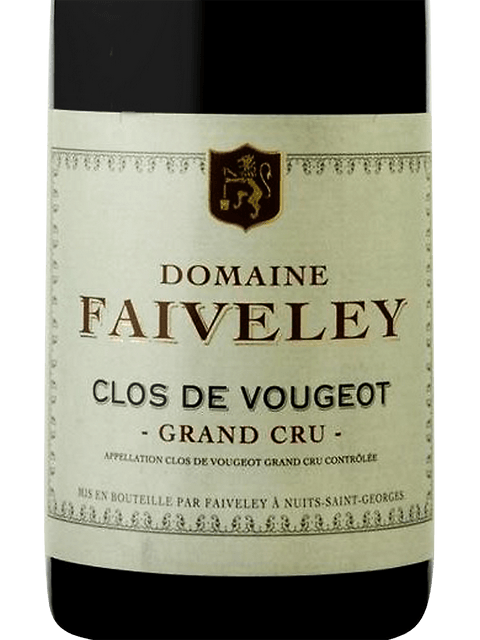 DOMAINE
FAIVELEY
CLOS DE VOUGEOT
- GRAND CRU -
APPELLATION CLOS DE VOUGEOT GRAND CRU CONTRÔLÉE
MIS EN BOUTEILLE PAR FAIVELEY À NUITS-SAINT-GEORGES